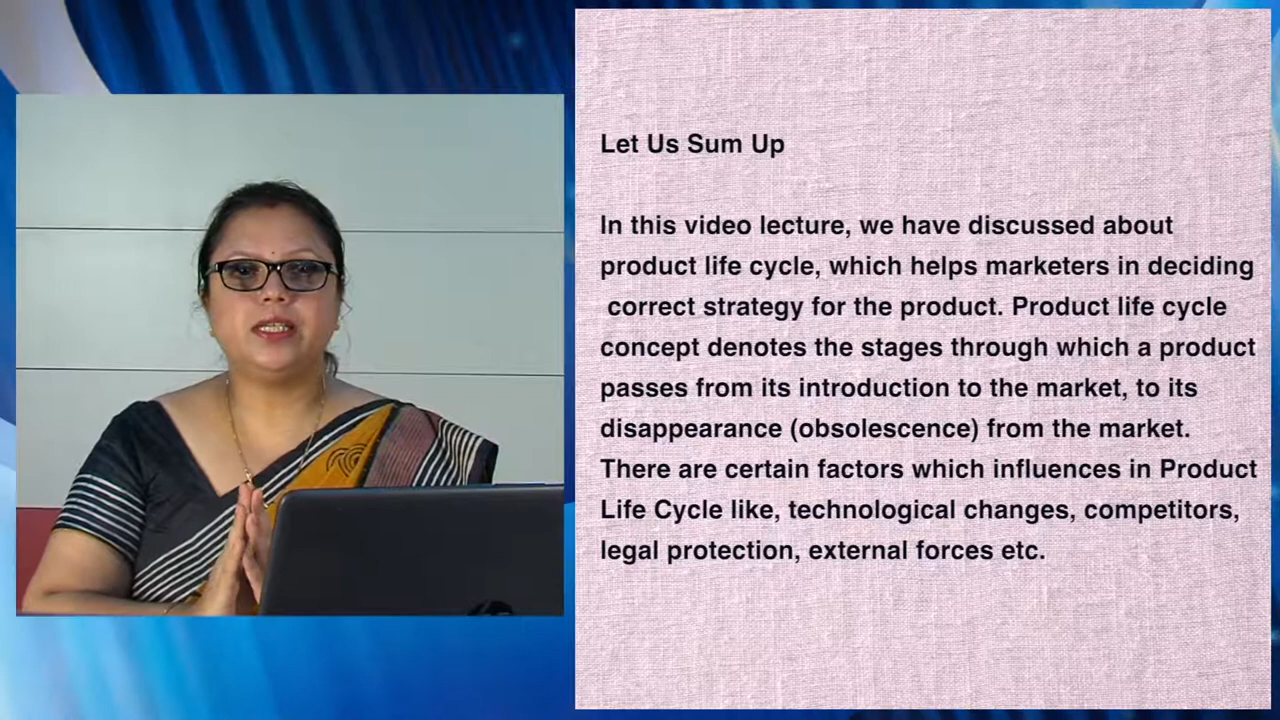 Let Us Sum Up
In this video lecture, we have discussed about
product life cycle, which helps marketers in deciding
correct strategy for the product. Product life cycle
concept denotes the stages through which a product
passes from its introduction to the market, to its
disappearance (obsolescence) from the market.
There are certain factors which influences in Product
Life Cycle like, technological changes, competitors,
legal protection, external forces etc.